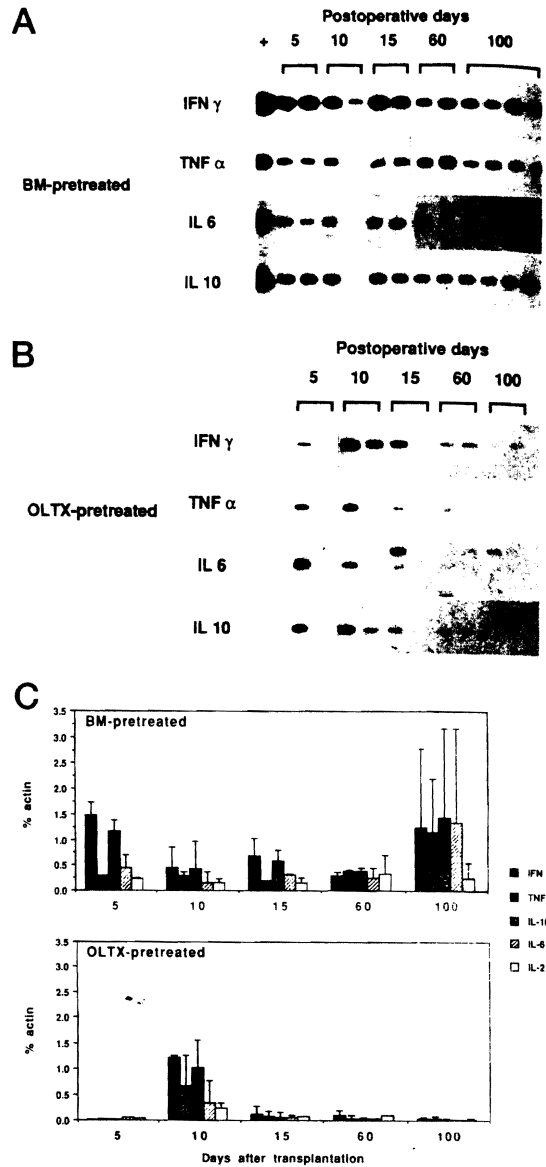 A
Postoperative days
+ 5 10 15 60 100
IFN γ
TNF α
BM-pretreated
IL 6
IL 10
B
Postoperative days
5 10 15 60 100
IFN γ
TNF α
OLTX-pretreated
IL 6
IL 10
C
BM-pretreated
3.5
3.0
2.5
2.0
1.5
1.0
0.5
0.0
% actin
5 10 15 60 100
IFN
TNF
IL-10
IL-6
IL-2
OLTX-pretreated
3.5
3.0
2.5
2.0
1.5
1.0
0.5
0.0
% actin
5 10 15 60 100
Days after transplantation